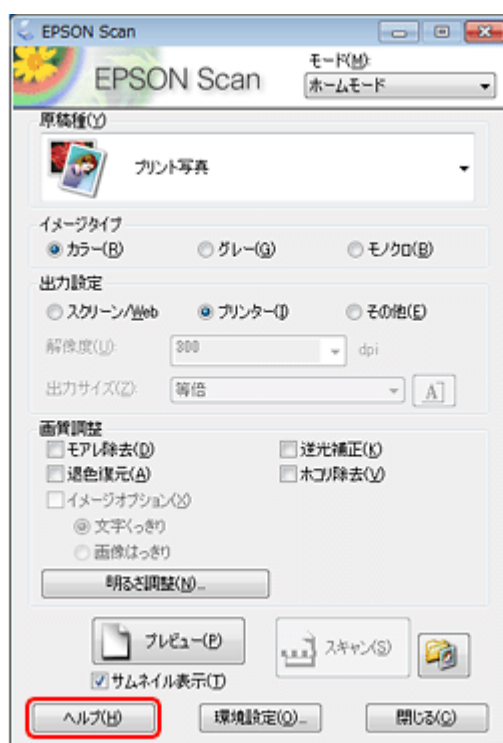 EPSON Scan
EPSON Scan
モード(M):
ホームモード
原稿種(Y)
プリント写真
イメージタイプ
カラー(R) グレー(G) モノクロ(B)
出力設定
スクリーン/Web プリンター(I) その他(E)
解像度(U): 300 dpi
出力サイズ(Z): 等倍 A
画質調整
モアレ除去(D) 逆光補正(K)
退色復元(A) ホコリ除去(V)
イメージオプション(X)
文字くっきり
画像はっきり
明るさ調整(N)...
プレビュー(P) スキャン(S)
サムネイル表示(T)
ヘルプ(H) 環境設定(O)... 閉じる(C)